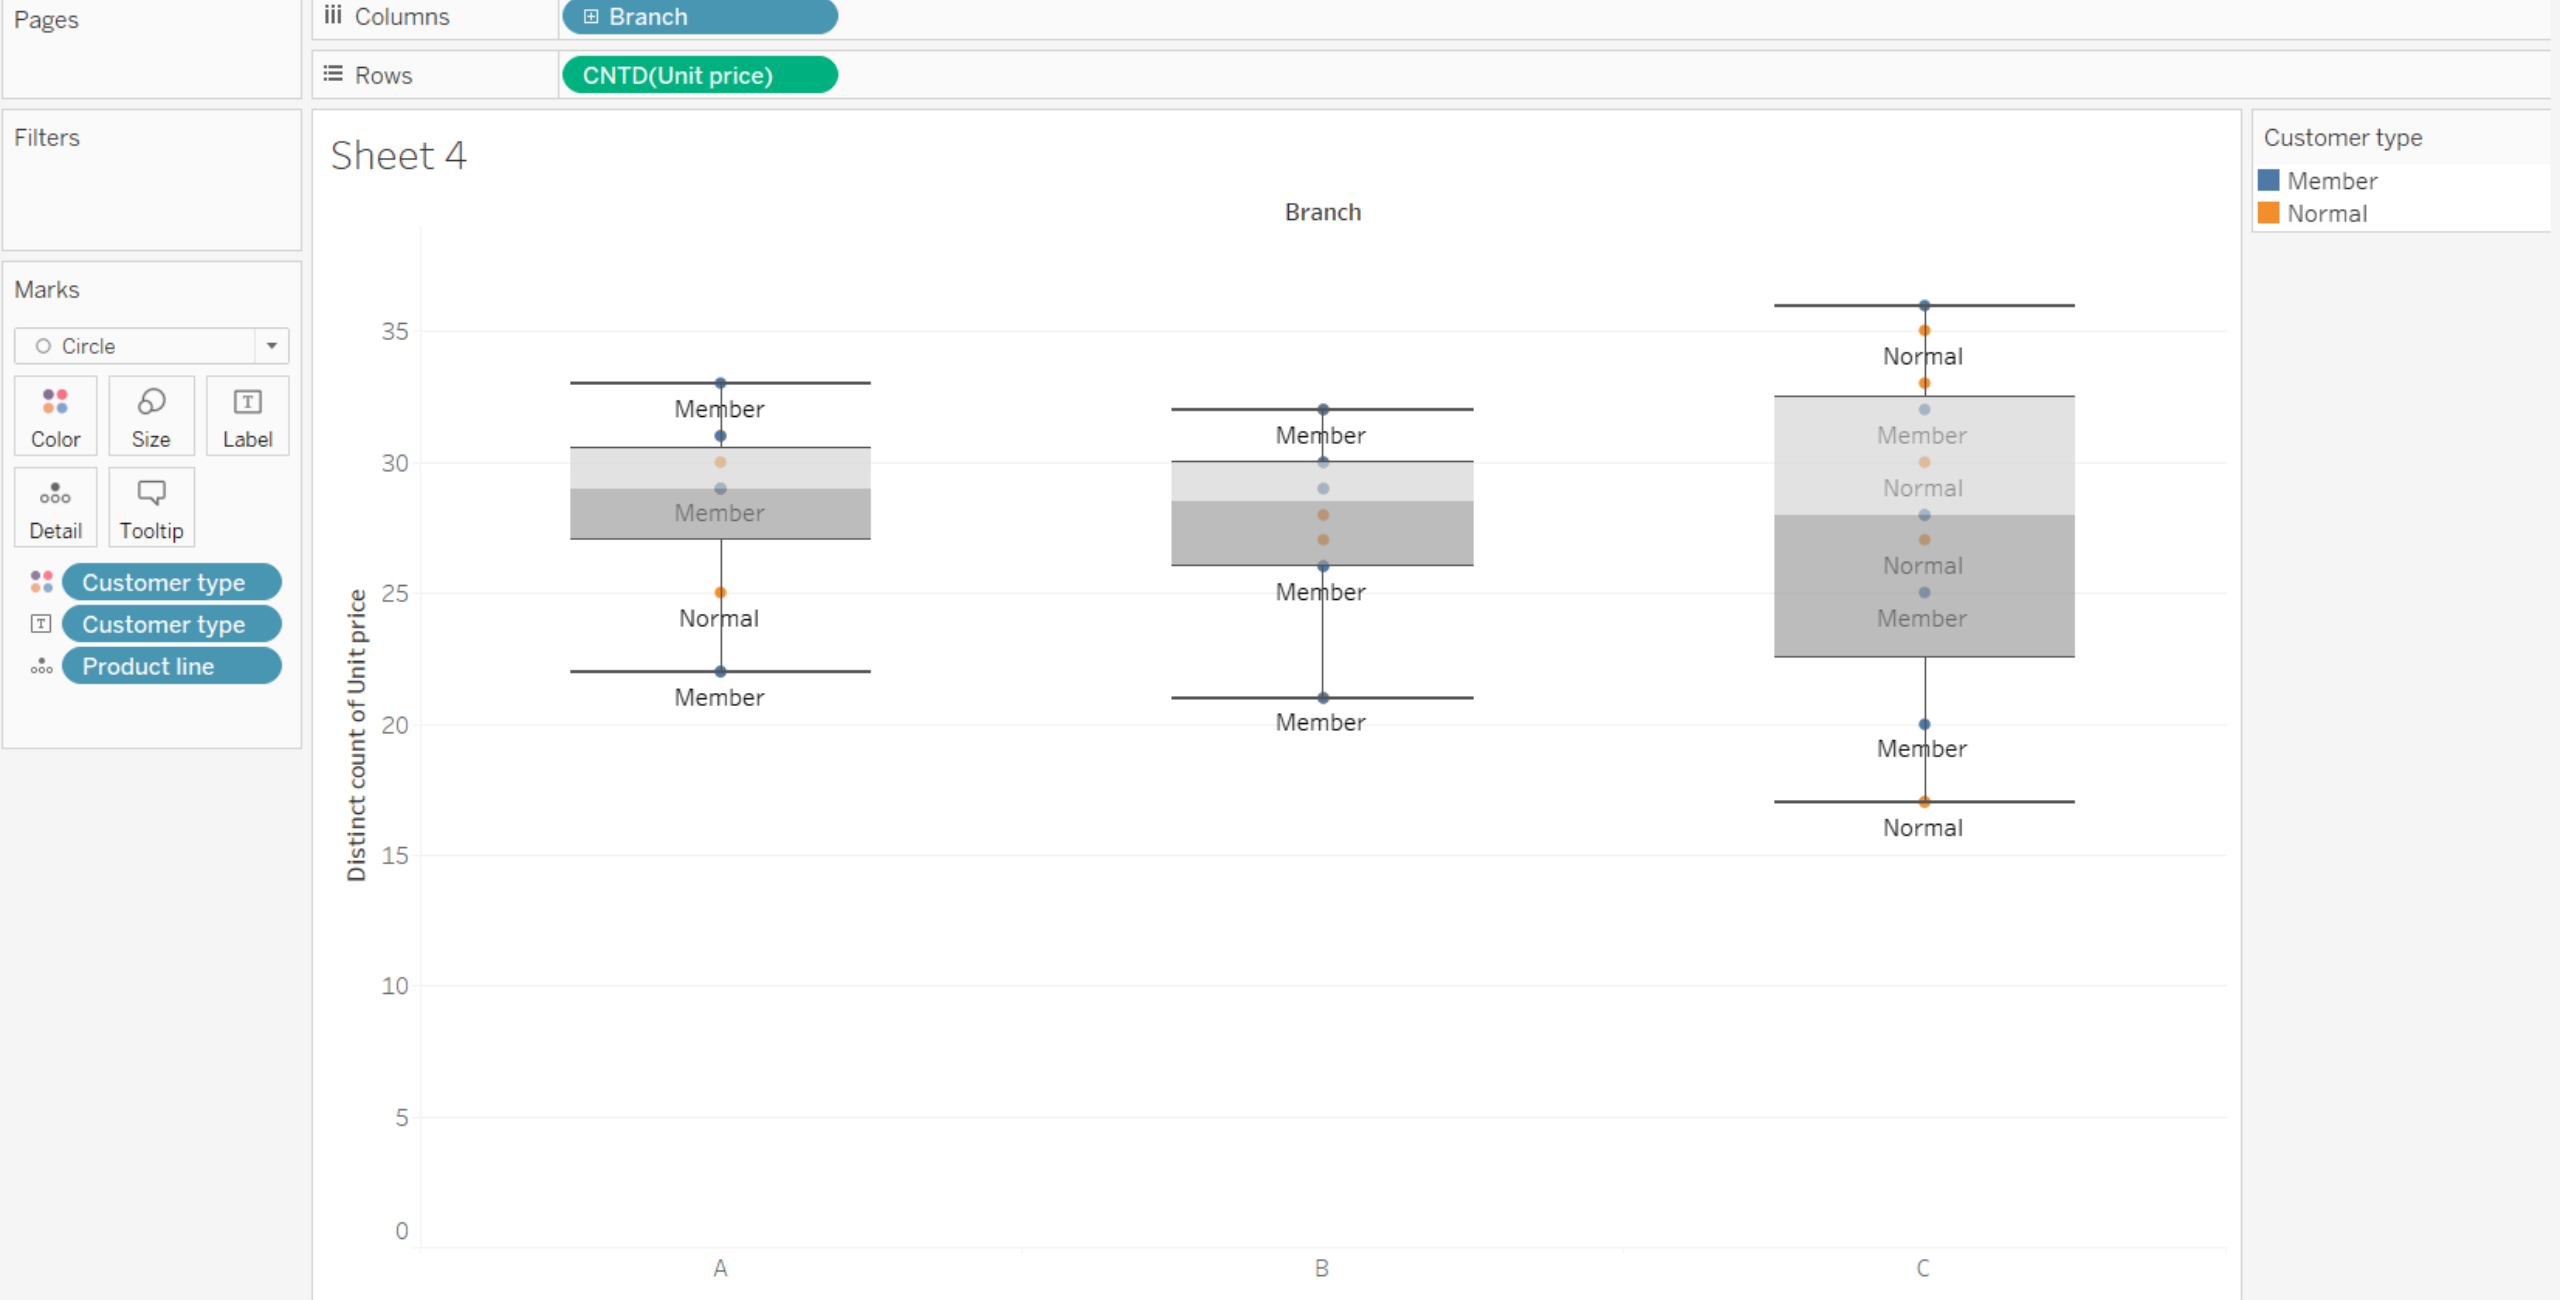 Pages
Columns
Branch
Rows
CNTD(Unit price)
Filters
Marks
Circle
Color
Size
Label
Detail
Tooltip
Customer type
Customer type
Product line
Sheet 4
Branch
Distinct count of Unit price
35
30
25
20
15
10
5
0
Member
Member
Normal
Member
Member
Member
Member
Normal
Member
Normal
Normal
Member
Member
Normal
A
B
C
Customer type
Member
Normal